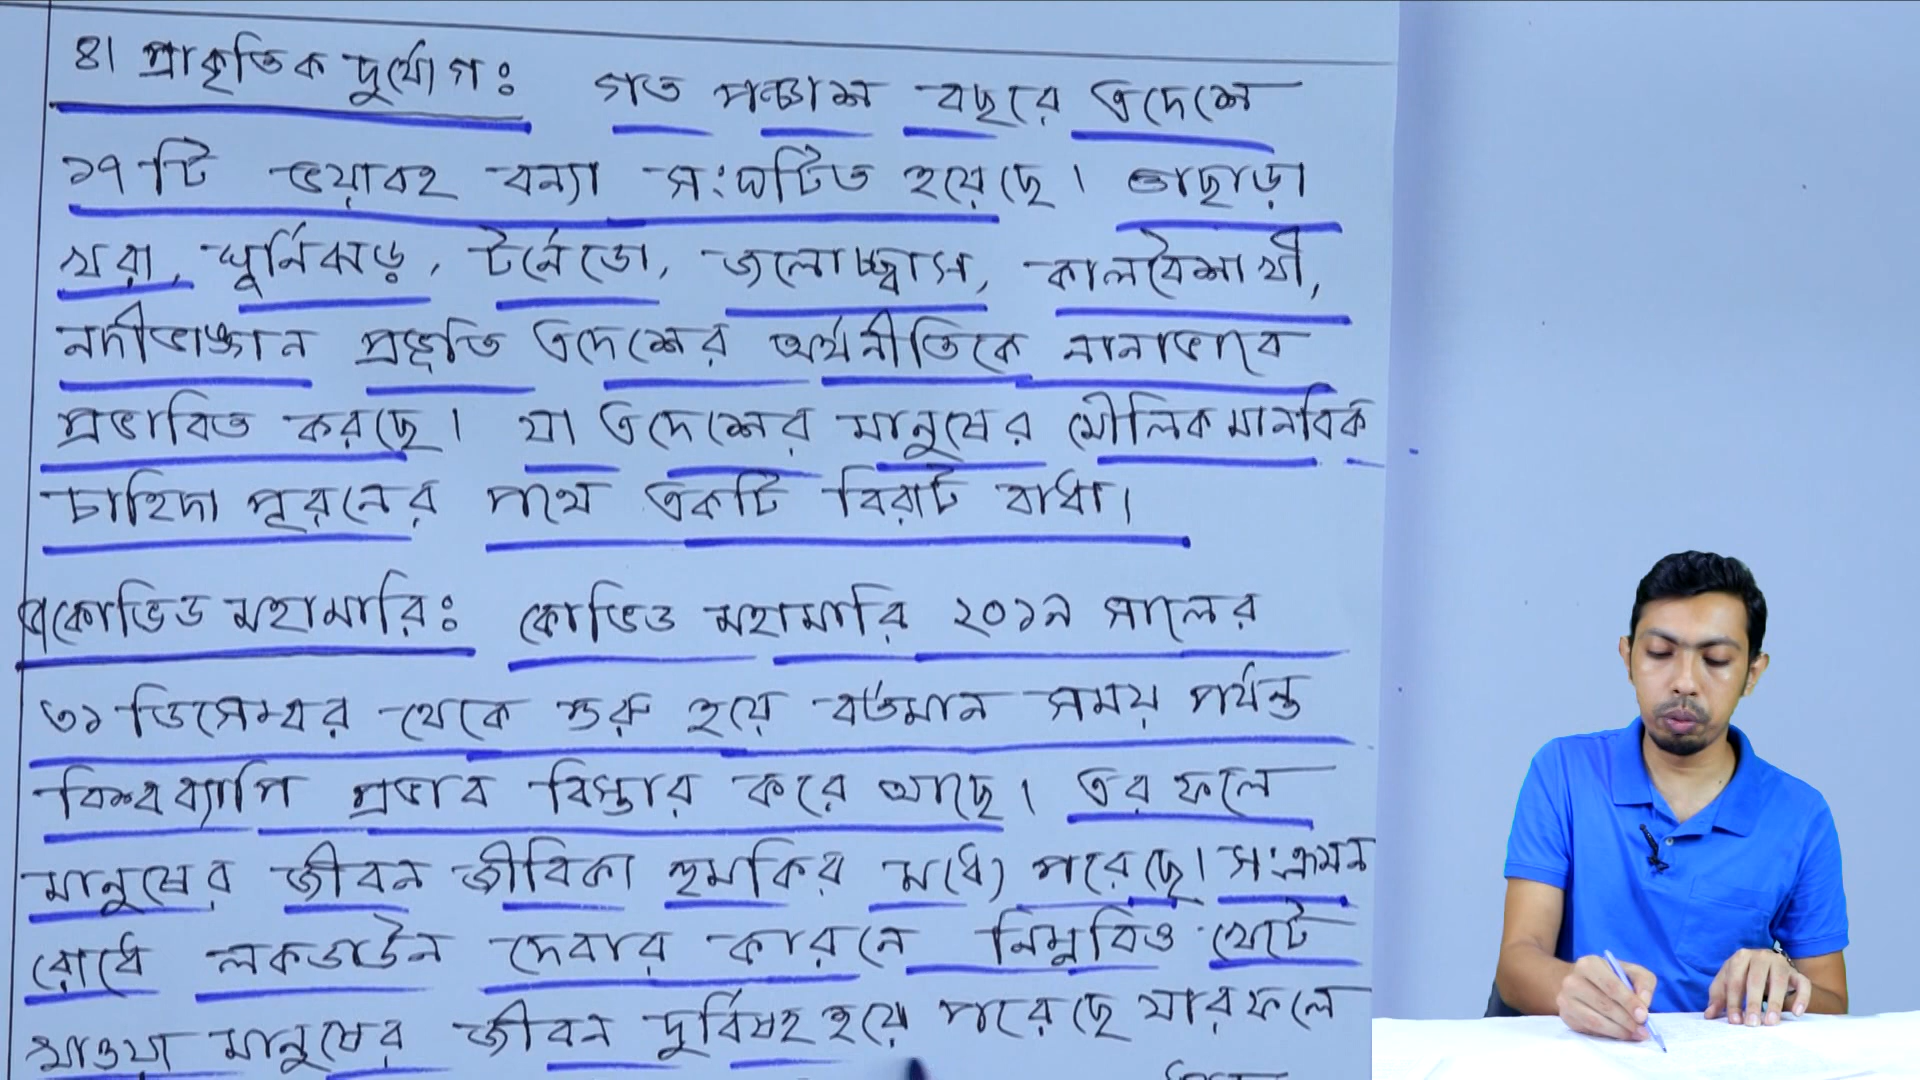 ৪। প্রাকৃতিক দুর্যোগঃ গত পঞ্চাশ বছরে এদেশে
১৭ টি ভয়াবহ বন্যা সংঘটিত হয়েছে। তাছাড়া
খরা, ঘূর্নিঝড়, টর্নেডো, জলোচ্ছ্বাস, কালবৈশাখী,
নদীভাঙ্গান প্রভৃতি এদেশের অর্থনীতিকে নানাভাবে
প্রভাবিত করছে। যা এদেশের মানুষের মৌলিক মানবিক
চাহিদা পূরনের পথে একটি বিরাট বাধা।
৫ কোভিড মহামারিঃ কোভিড মহামারি ২০১৯ সালের
৩১ ডিসেম্বর থেকে শুরু হয়ে বর্তমান সময় পর্যন্ত
বিশ্বব্যাপি প্রভাব বিস্তার করে আছে। এর ফলে
মানুষের জীবন জীবিকা হুমকির মধ্যে পরেছে। সংক্রমন
রোধে লকডাউন দেবার কারনে নিম্নবিত্ত খেটে
খাওয়া মানুষের জীবন দুর্বিষহ হয়ে পরেছে যার ফলে